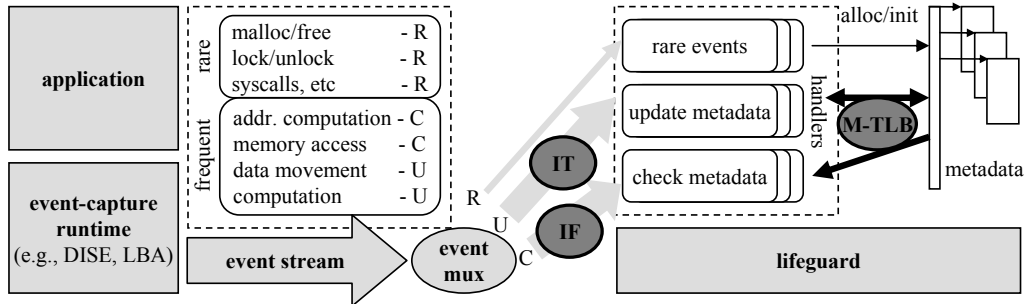 application
event-capture
runtime
(e.g., DISE, LBA)
rare
malloc/free - R
lock/unlock - R
syscalls, etc - R
frequent
addr. computation - C
memory access - C
data movement - U
computation - U
event stream
event
mux
R
U
C
IT
IF
rare events
update metadata
check metadata
handlers
alloc/init
M-TLB
metadata
lifeguard